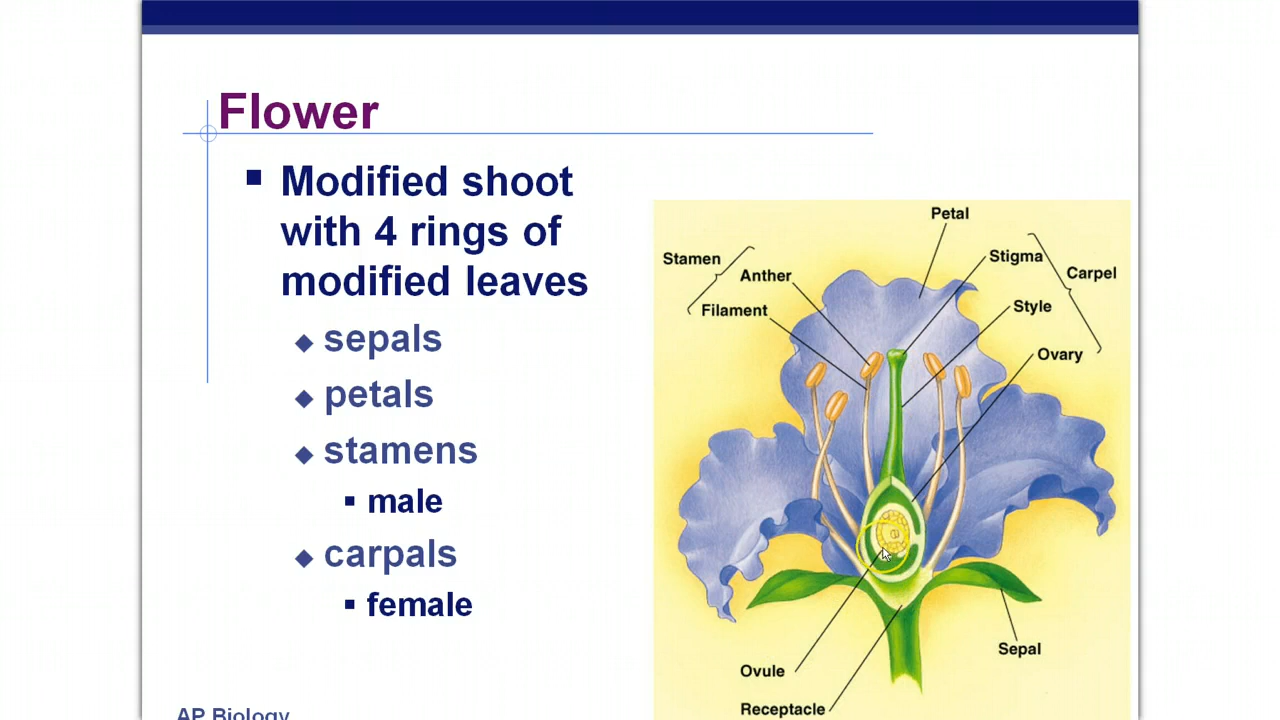 Flower
Modified shoot
with 4 rings of
modified leaves
sepals
petals
stamens
male
carpals
female
Petal
Stamen
Anther
Filament
Stigma
Carpel
Style
Ovary
Sepal
Ovule
Receptacle
AP Biology